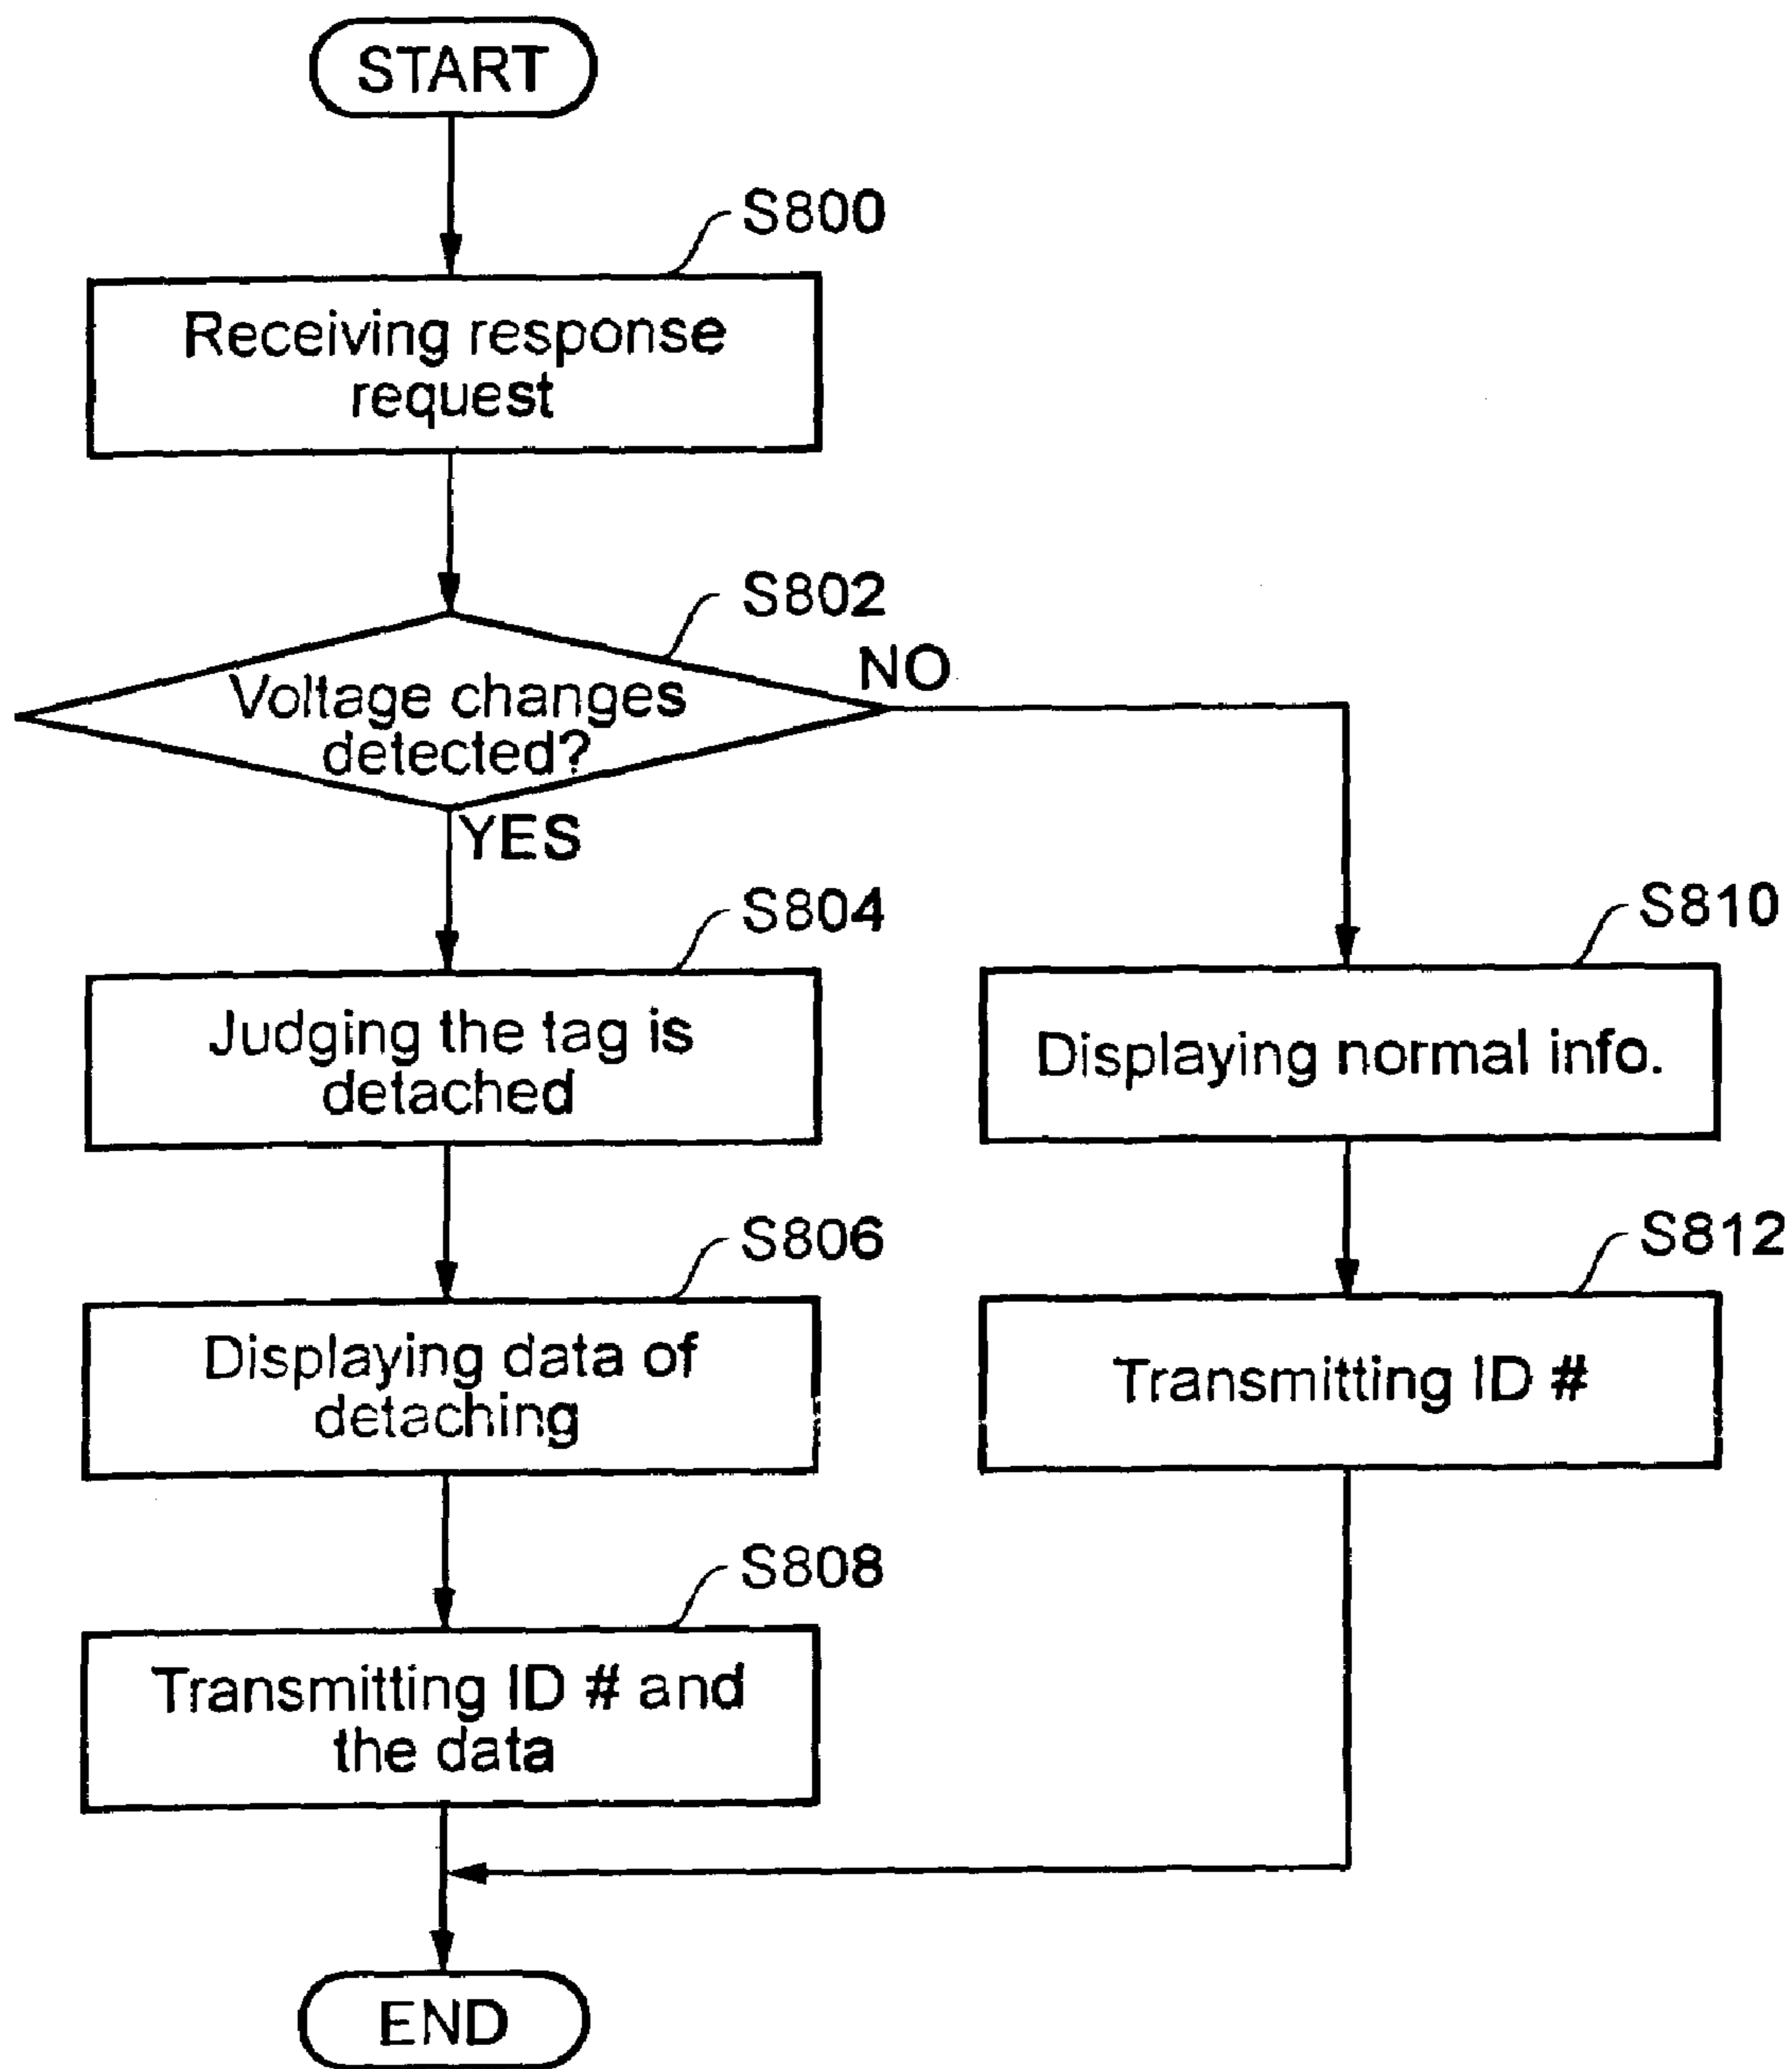 START
S800
Receiving response
request
S802
Voltage changes
detected?
NO
YES
S804
Judging the tag is
detached
S810
Displaying normal info.
S806
Displaying data of
detaching
S812
Transmitting ID #
S808
Transmitting ID # and
the data
END